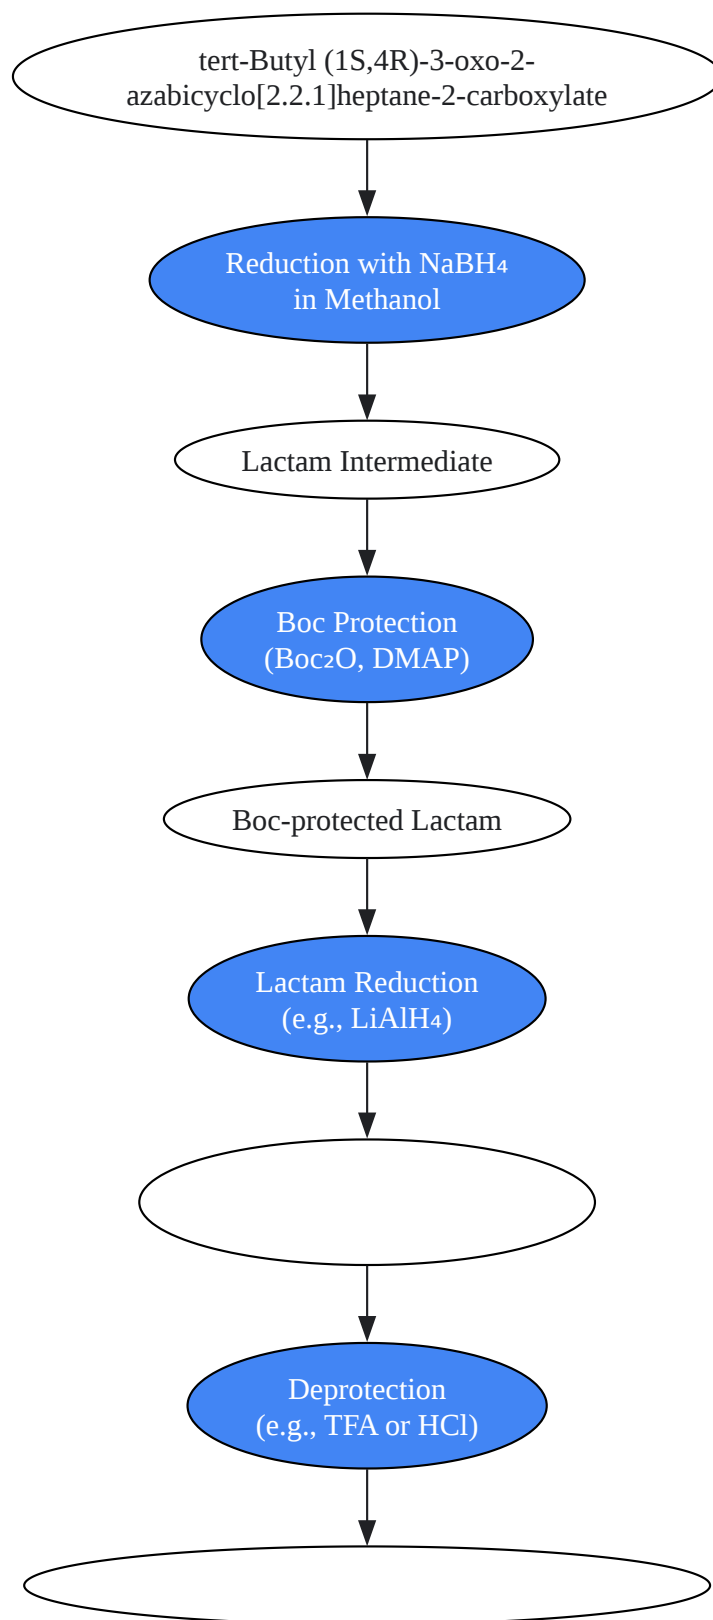 tert-Butyl (1S,4R)-3-oxo-2-
azabicyclo[2.2.1]heptane-2-carboxylate
Reduction with NaBH₄
in Methanol
Lactam Intermediate
Boc Protection
(Boc₂O, DMAP)
Boc-protected Lactam
Lactam Reduction
(e.g., LiAlH₄)
Deprotection
(e.g., TFA or HCl)